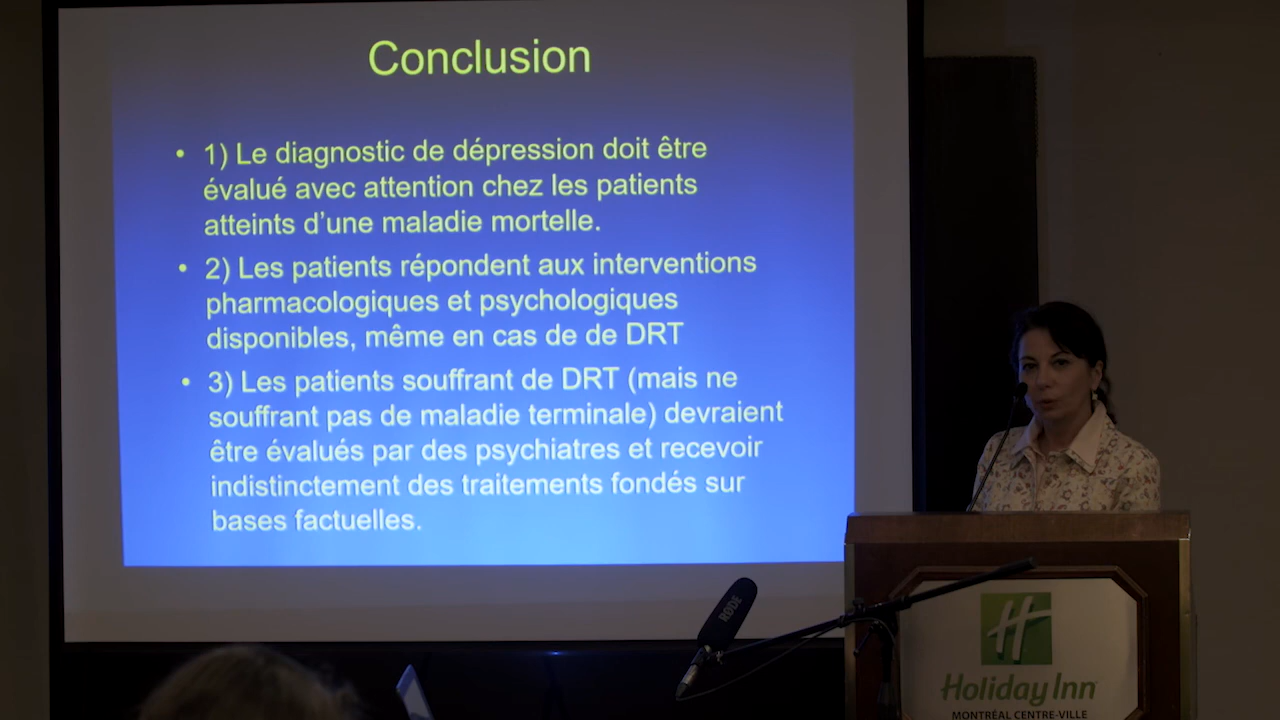 Conclusion
• 1) Le diagnostic de dépression doit être
évalué avec attention chez les patients
atteints d’une maladie mortelle.
• 2) Les patients répondent aux interventions
pharmacologiques et psychologiques
disponibles, même en cas de de DRT
• 3) Les patients souffrant de DRT (mais ne
souffrant pas de maladie terminale) devraient
être évalués par des psychiatres et recevoir
indistinctement des traitements fondés sur
bases factuelles.
RØDE
H
Holiday Inn
MONTRÉAL CENTRE-VILLE